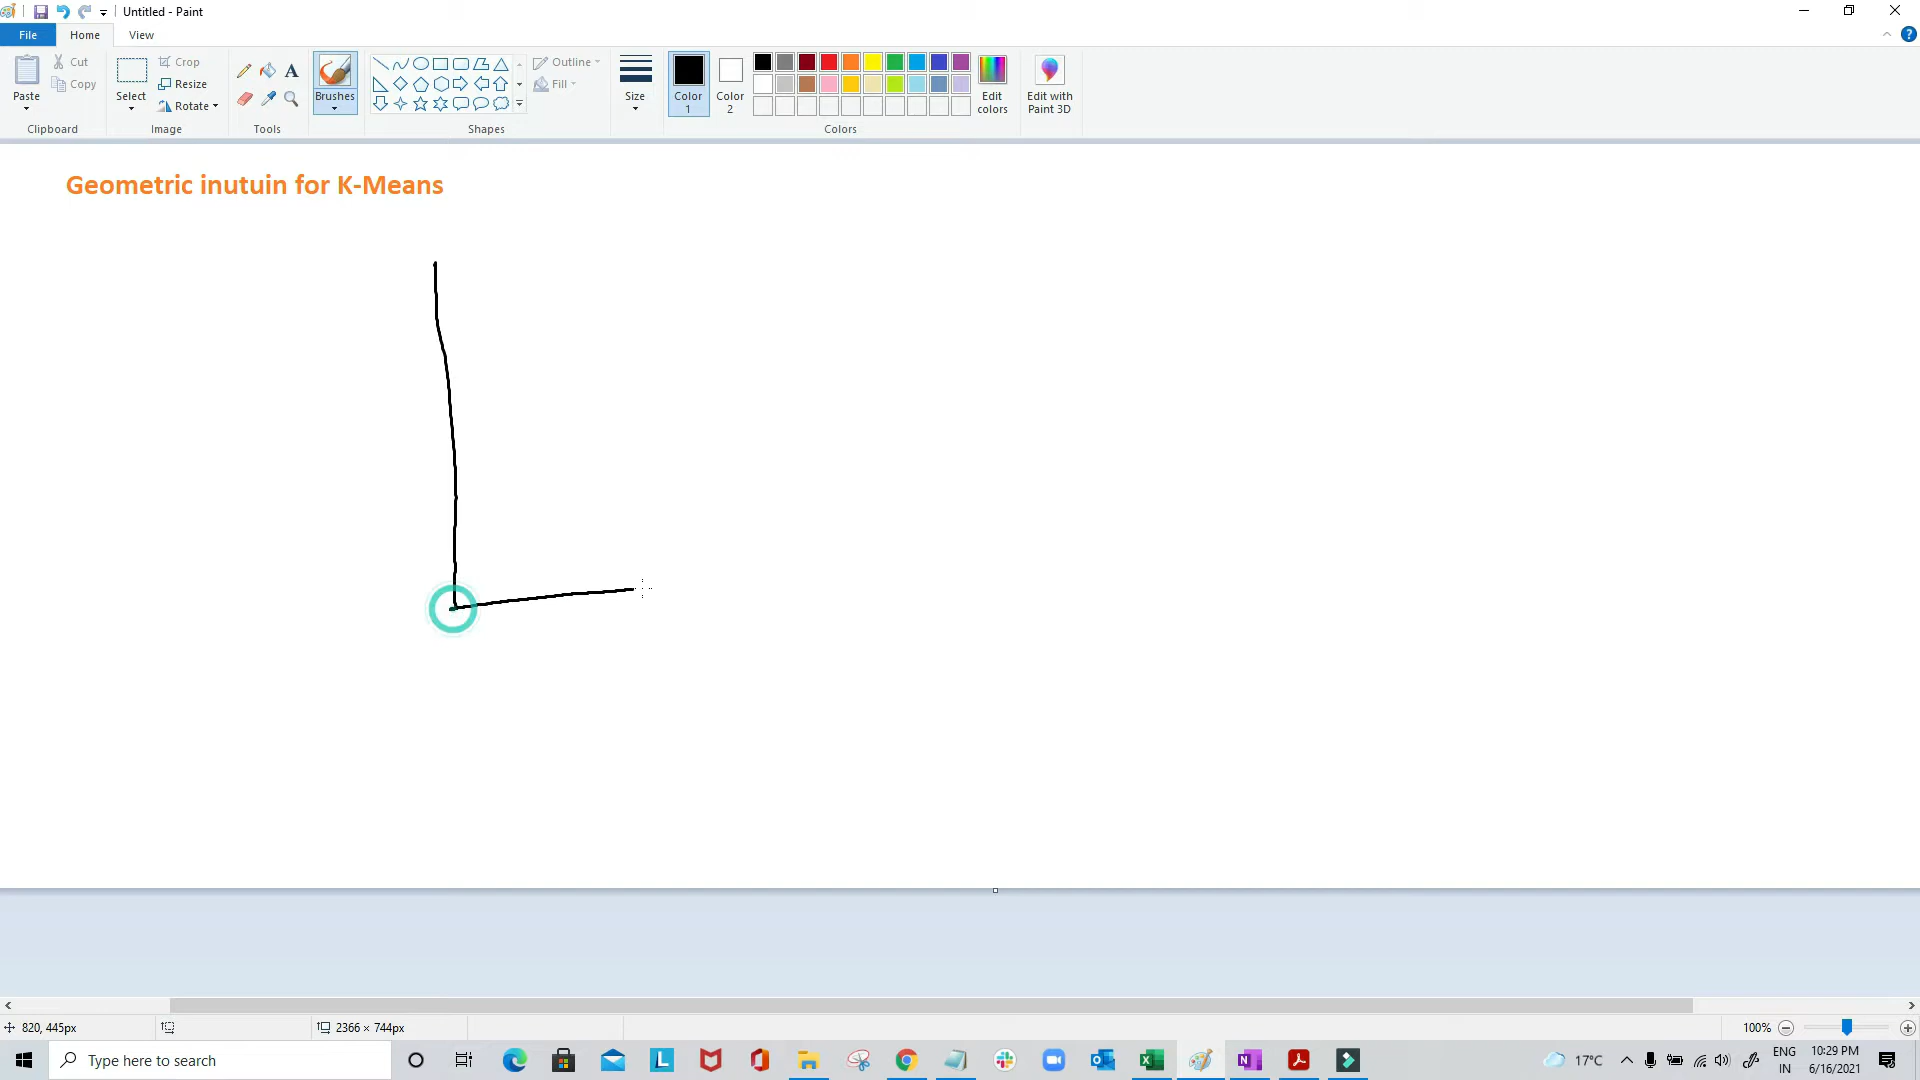 Untitled - Paint
File Home View
Paste
Cut
Copy
Clipboard
Select
Crop
Resize
Rotate
Image
Tools
Brushes
Shapes
Outline
Fill
Size
Color 1
Color 2
Colors
Edit colors
Edit with Paint 3D
Geometric inutuin for K-Means
820, 445px
2366 × 744px
100%
Type here to search
17°C
ENG
IN
10:29 PM
6/16/2021